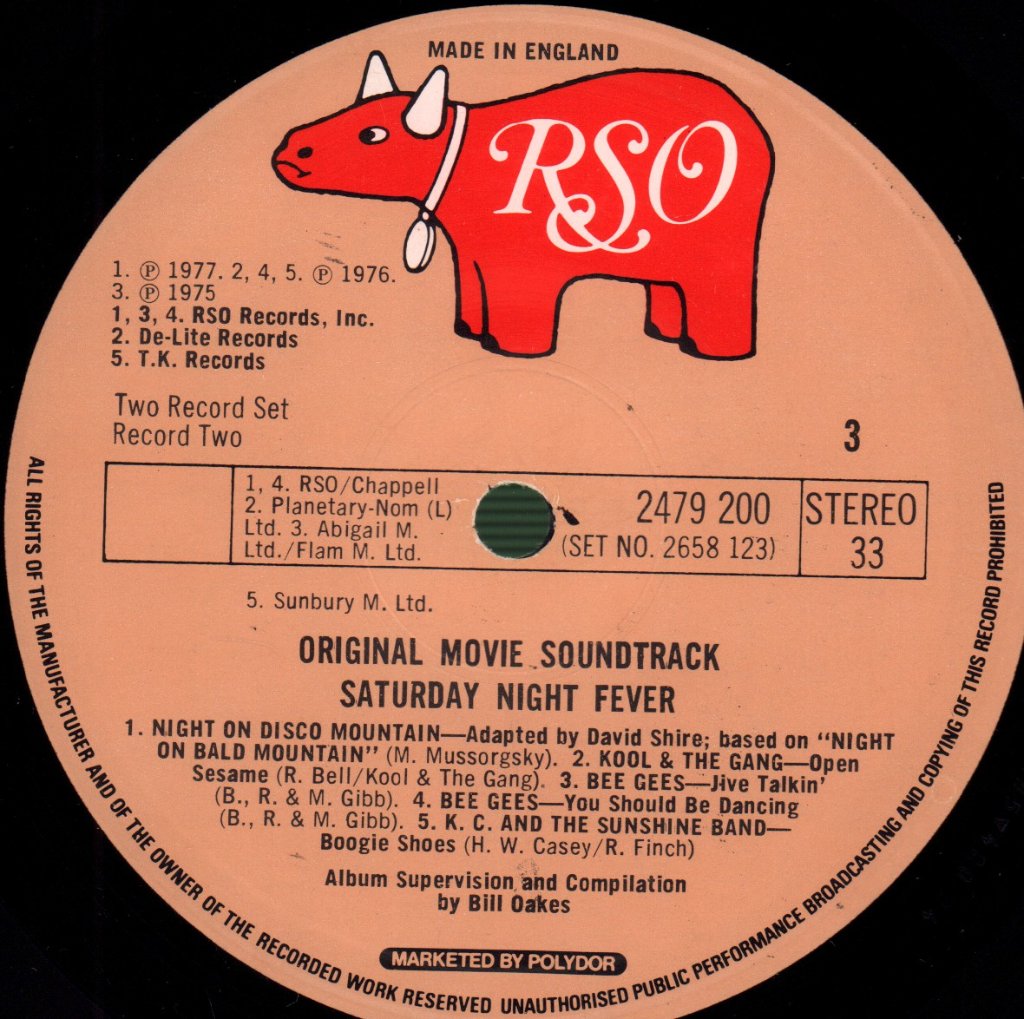 MADE IN ENGLAND
RSO
1. ℗ 1977. 2, 4, 5. ℗ 1976.
3. ℗ 1975
1, 3, 4. RSO Records, Inc.
2. De-Lite Records
5. T.K. Records
Two Record Set
Record Two
3
1, 4. RSO/Chappell
2. Planetary-Nom (L)
Ltd. 3. Abigail M.
Ltd./Flam M. Ltd.
2479 200
(SET NO. 2658 123)
STEREO
33
5. Sunbury M. Ltd.
ORIGINAL MOVIE SOUNDTRACK
SATURDAY NIGHT FEVER
1. NIGHT ON DISCO MOUNTAIN—Adapted by David Shire; based on “NIGHT
ON BALD MOUNTAIN” (M. Mussorgsky). 2. KOOL & THE GANG—Open
Sesame (R. Bell/Kool & The Gang). 3. BEE GEES—Jive Talkin'
(B., R. & M. Gibb). 4. BEE GEES—You Should Be Dancing
(B., R. & M. Gibb). 5. K. C. AND THE SUNSHINE BAND—
Boogie Shoes (H. W. Casey/R. Finch)
Album Supervision and Compilation
by Bill Oakes
MARKETED BY POLYDOR
ALL RIGHTS OF THE MANUFACTURER AND OF THE OWNER OF THE RECORDED WORK RESERVED UNAUTHORISED PUBLIC PERFORMANCE BROADCASTING AND COPYING OF THIS RECORD PROHIBITED